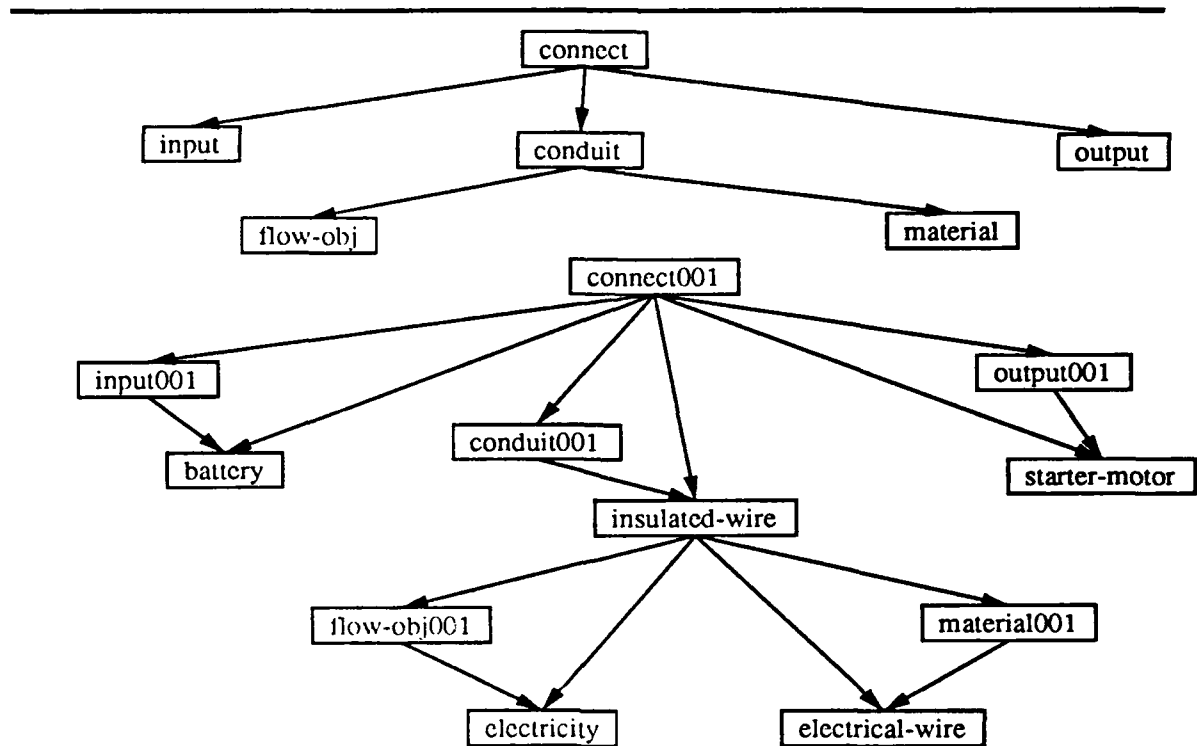 connect
input
conduit
output
flow-obj
material
connect001
input001
output001
conduit001
battery
starter-motor
insulated-wire
flow-obj001
material001
electricity
electrical-wire